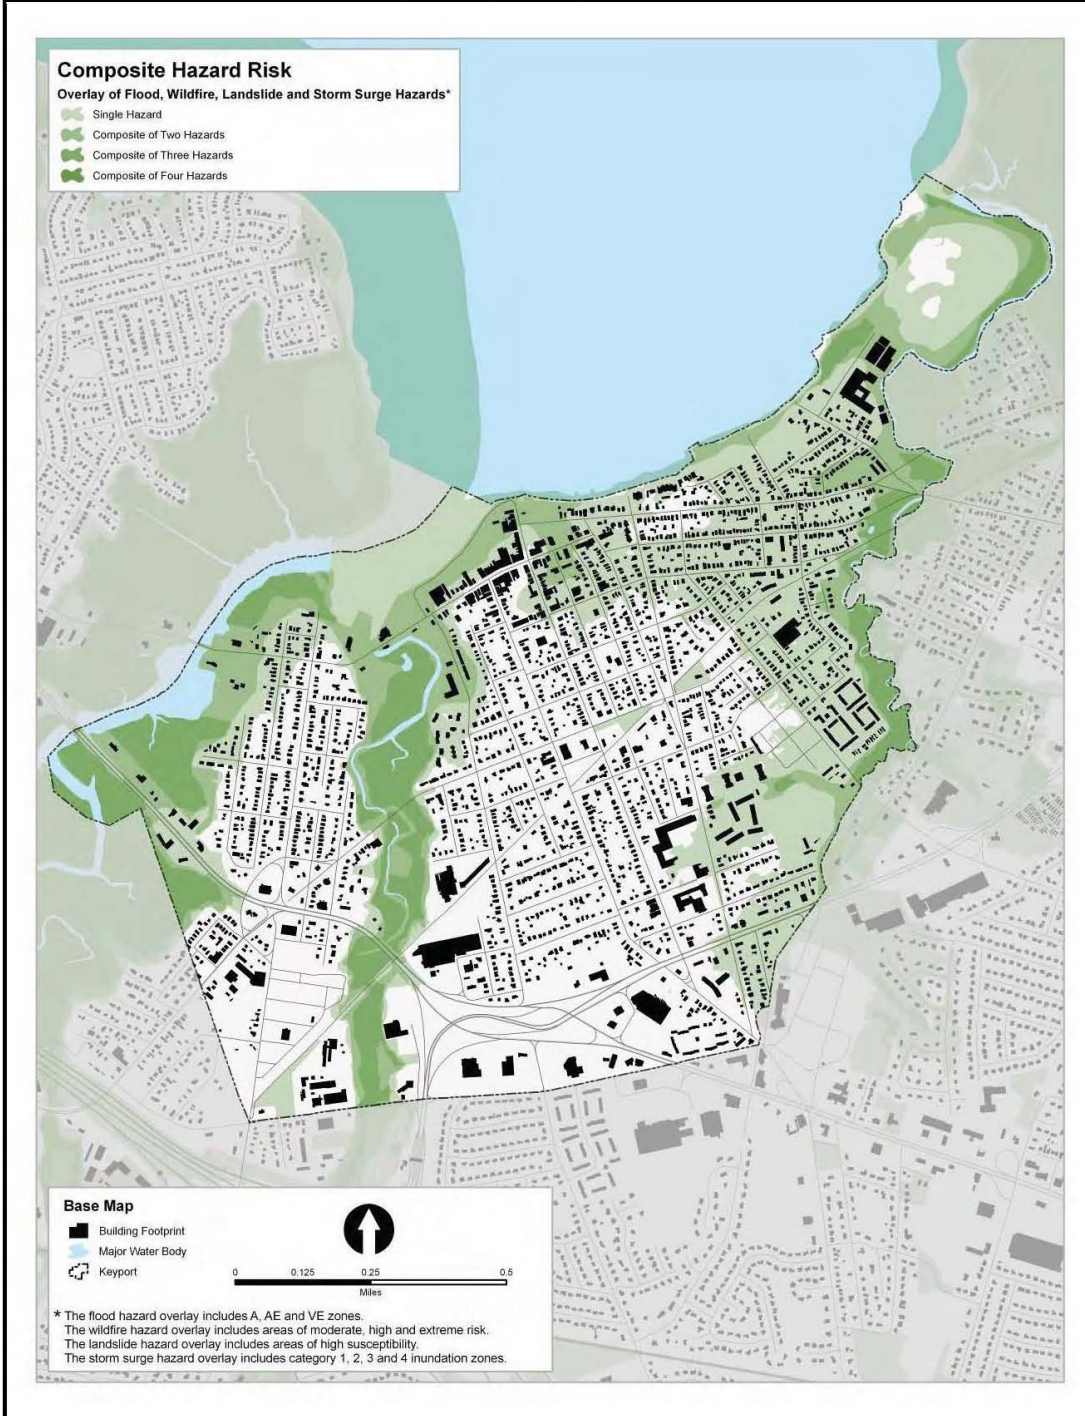 Composite Hazard Risk
Overlay of Flood, Wildfire, Landslide and Storm Surge Hazards*
Single Hazard
Composite of Two Hazards
Composite of Three Hazards
Composite of Four Hazards
Base Map
Building Footprint
Major Water Body
Keyport
0 0.125 0.25 0.5
Miles
* The flood hazard overlay includes A, AE and VE zones.
The wildfire hazard overlay includes areas of moderate, high and extreme risk.
The landslide hazard overlay includes areas of high susceptibility.
The storm surge hazard overlay includes category 1, 2, 3 and 4 inundation zones.